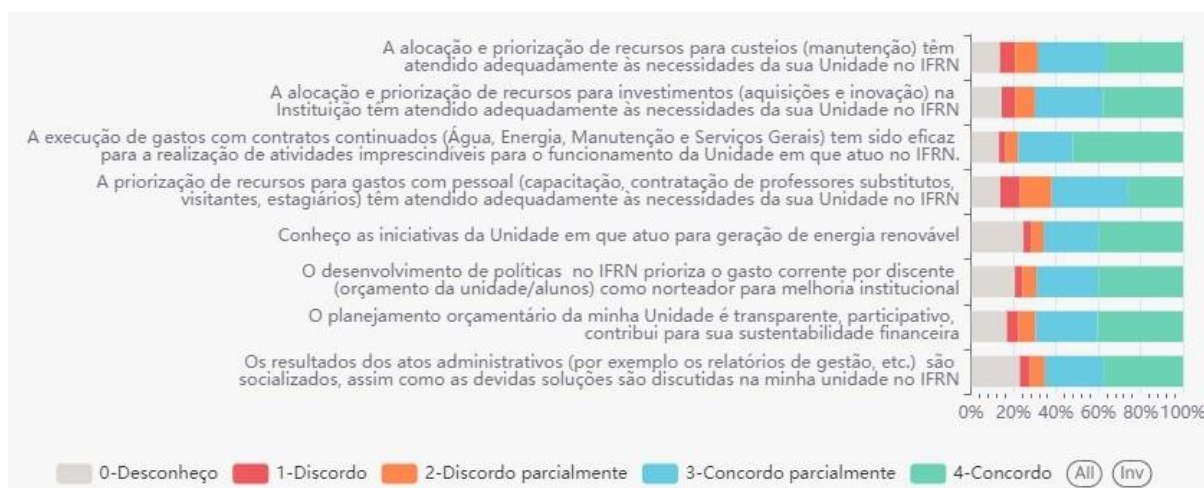 A alocação e priorização de recursos para custeios (manutenção) têm
atendido adequadamente às necessidades da sua Unidade no IFRN
A alocação e priorização de recursos para investimentos (aquisições e inovação) na
Instituição têm atendido adequadamente às necessidades da sua Unidade no IFRN
A execução de gastos com contratos continuados (Água, Energia, Manutenção e Serviços Gerais) tem sido eficaz
para a realização de atividades imprescindíveis para o funcionamento da Unidade em que atuo no IFRN.
A priorização de recursos para gastos com pessoal (capacitação, contratação de professores substitutos,
visitantes, estagiários) têm atendido adequadamente às necessidades da sua Unidade no IFRN
Conheço as iniciativas da Unidade em que atuo para geração de energia renovável
O desenvolvimento de políticas no IFRN prioriza o gasto corrente por discente
(orçamento da unidade/alunos) como norteador para melhoria institucional
O planejamento orçamentário da minha Unidade é transparente, participativo,
contribui para sua sustentabilidade financeira
Os resultados dos atos administrativos (por exemplo os relatórios de gestão, etc.) são
socializados, assim como as devidas soluções são discutidas na minha unidade no IFRN
0% 20% 40% 60% 80% 100%
0-Desconheço 1-Discordo 2-Discordo parcialmente 3-Concordo parcialmente 4-Concordo All Inv